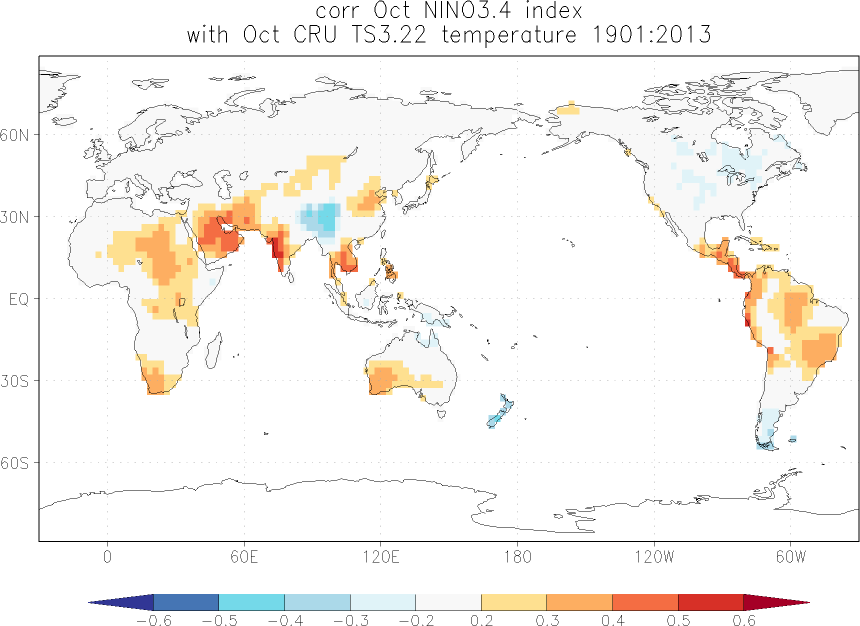 corr Oct NINO3.4 index
with Oct CRU TS3.22 temperature 1901:2013
60N
30N
EQ
30S
60S
0 60E 120E 180 120W 60W
−0.6 −0.5 −0.4 −0.3 −0.2 0.2 0.3 0.4 0.5 0.6